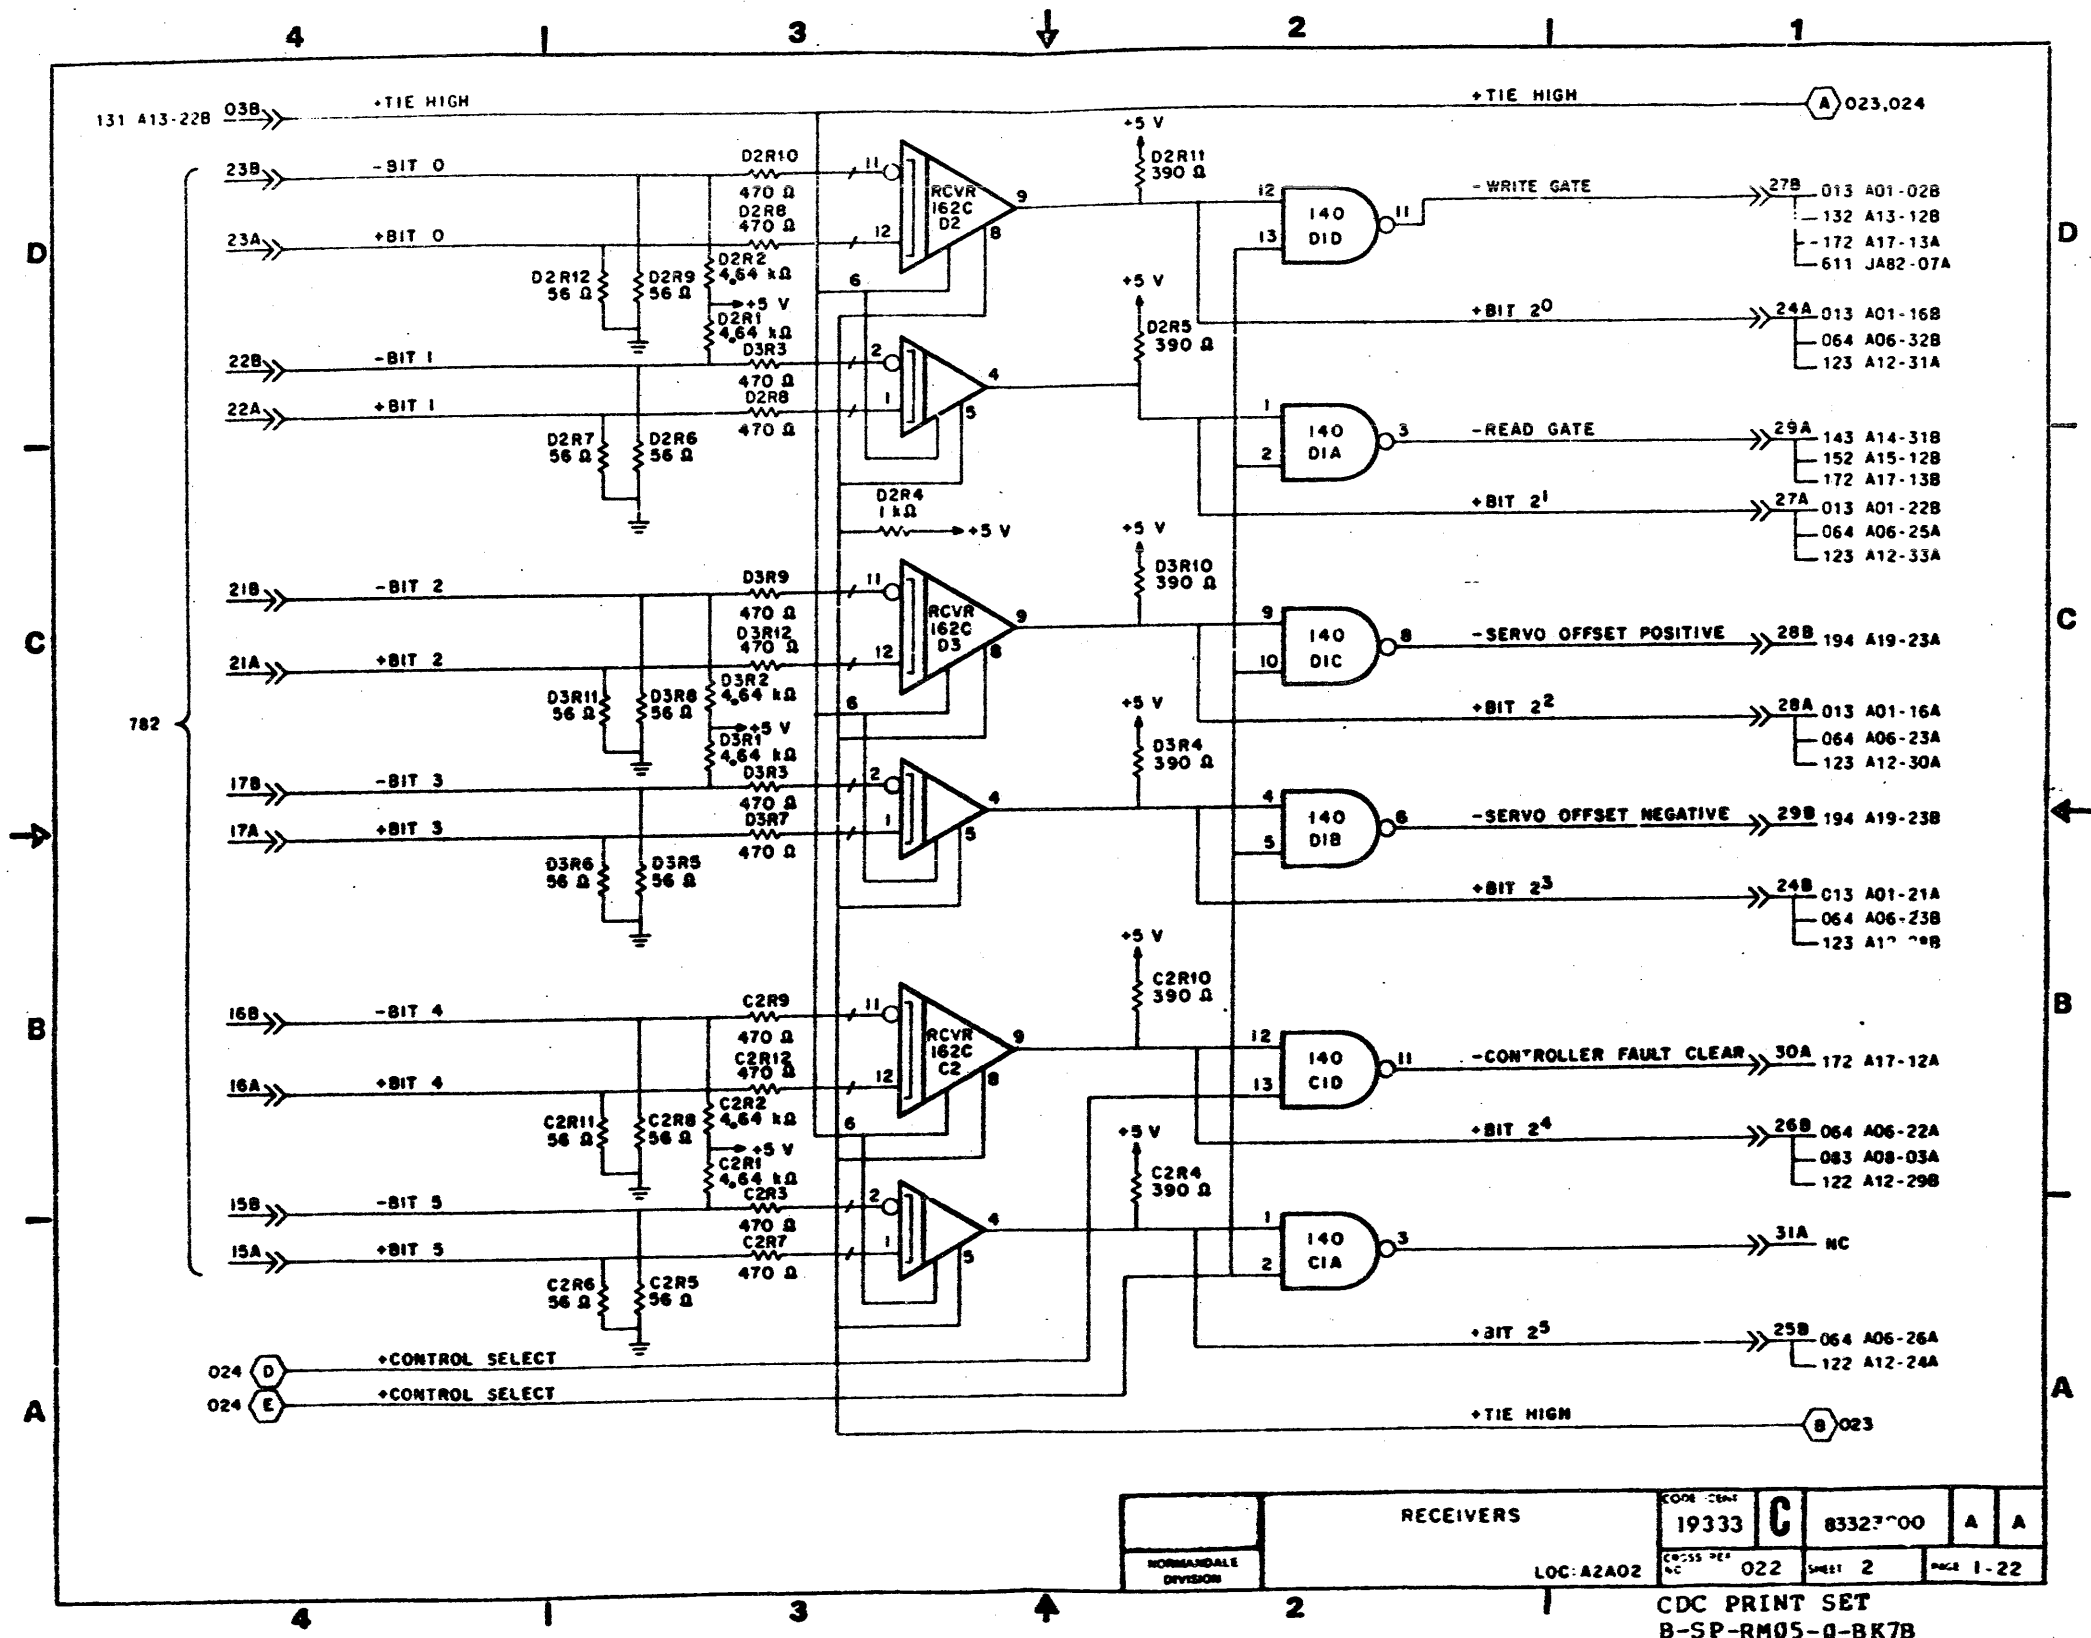 4 3 2 1
131 A13-22B 03B +TIE HIGH +TIE HIGH A 023,024
+5 V
23B -BIT 0 D2R10 470 Ω 11 RCVR 162C D2 9 D2R11 390 Ω 12 140 D1D 11 -WRITE GATE 27B 013 A01-02B
132 A13-12B
172 A17-13A
611 JA82-07A
D D
23A +BIT 0 D2R8 470 Ω 12 8 13
D2R12 56 Ω D2R9 56 Ω D2R2 4.64 kΩ 6 +5 V
+5 V
D2R1 4.64 kΩ D2R5 390 Ω +BIT 2⁰ 24A 013 A01-16B
064 A06-32B
123 A12-31A
22B -BIT 1 D3R3 470 Ω 2 4
22A +BIT 1 D2R8 470 Ω 1 5 1 140 D1A 3 -READ GATE 29A 143 A14-31B
152 A15-12B
172 A17-13B
D2R7 56 Ω D2R6 56 Ω 2
D2R4 1 kΩ +5 V +5 V +BIT 2¹ 27A 013 A01-22B
064 A06-25A
123 A12-33A
21B -BIT 2 D3R9 470 Ω 11 RCVR 162C D3 9 D3R10 390 Ω 9 140 D1C 8 -SERVO OFFSET POSITIVE 28B 194 A19-23A
C C
21A +BIT 2 D3R12 470 Ω 12 8 10
D3R11 56 Ω D3R8 56 Ω D3R2 4.64 kΩ 6 +5 V
782 +5 V +BIT 2² 28A 013 A01-16A
064 A06-23A
123 A12-30A
D3R1 4.64 kΩ D3R4 390 Ω
17B -BIT 3 D3R3 470 Ω 2 4 4 140 D1B 6 -SERVO OFFSET NEGATIVE 29B 194 A19-23B
17A +BIT 3 D3R7 470 Ω 1 5 5
D3R6 56 Ω D3R5 56 Ω +BIT 2³ 24B 013 A01-21A
064 A06-23B
123
+5 V
16B -BIT 4 C2R9 470 Ω 11 RCVR 162C C2 9 C2R10 390 Ω 12 140 C1D 11 -CONTROLLER FAULT CLEAR 30A 172 A17-12A
B B
16A +BIT 4 C2R12 470 Ω 12 8 13
C2R11 56 Ω C2R8 56 Ω C2R2 4.64 kΩ 6 +5 V +BIT 2⁴ 26B 064 A06-22A
083 A08-03A
122 A12-29B
+5 V
C2R1 4.64 kΩ C2R4 390 Ω
15B -BIT 5 C2R3 470 Ω 2 4 1 140 C1A 3 31A NC
15A +BIT 5 C2R7 470 Ω 1 5 2
C2R6 56 Ω C2R5 56 Ω +BIT 2⁵ 25B 064 A06-26A
122 A12-24A
024 D +CONTROL SELECT
024 E +CONTROL SELECT
A A
+TIE HIGH B 023
RECEIVERS
NORMANDALE DIVISION
LOC:A2A02
CODE IDENT 19333 C A A
CROSS REF NO 022 SHEET 2 PAGE 1-22
4 3 2
CDC PRINT SET
B-SP-RM05-0-BK7B